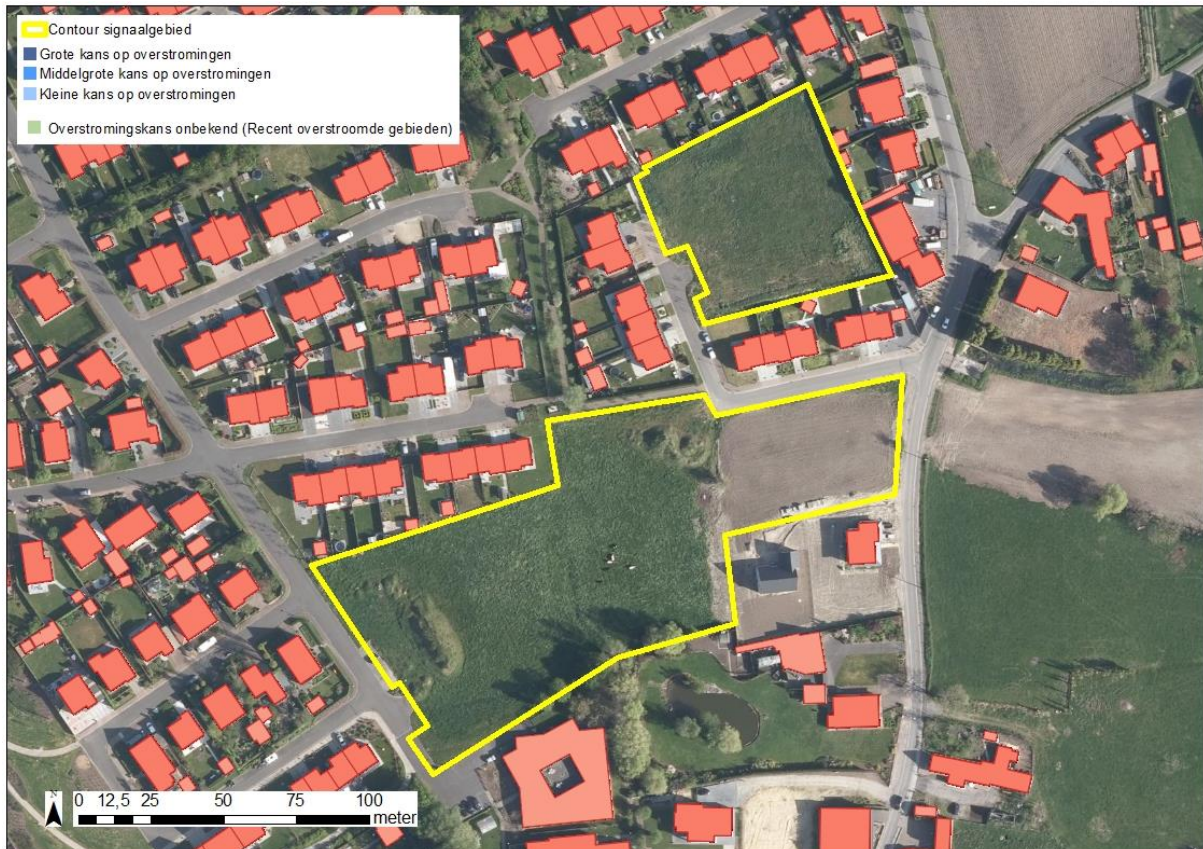 Contour signaalgebied
Grote kans op overstromingen
Middelgrote kans op overstromingen
Kleine kans op overstromingen
Overstromingskans onbekend (Recent overstroomde gebieden)
N
0 12,5 25 50 75 100
meter